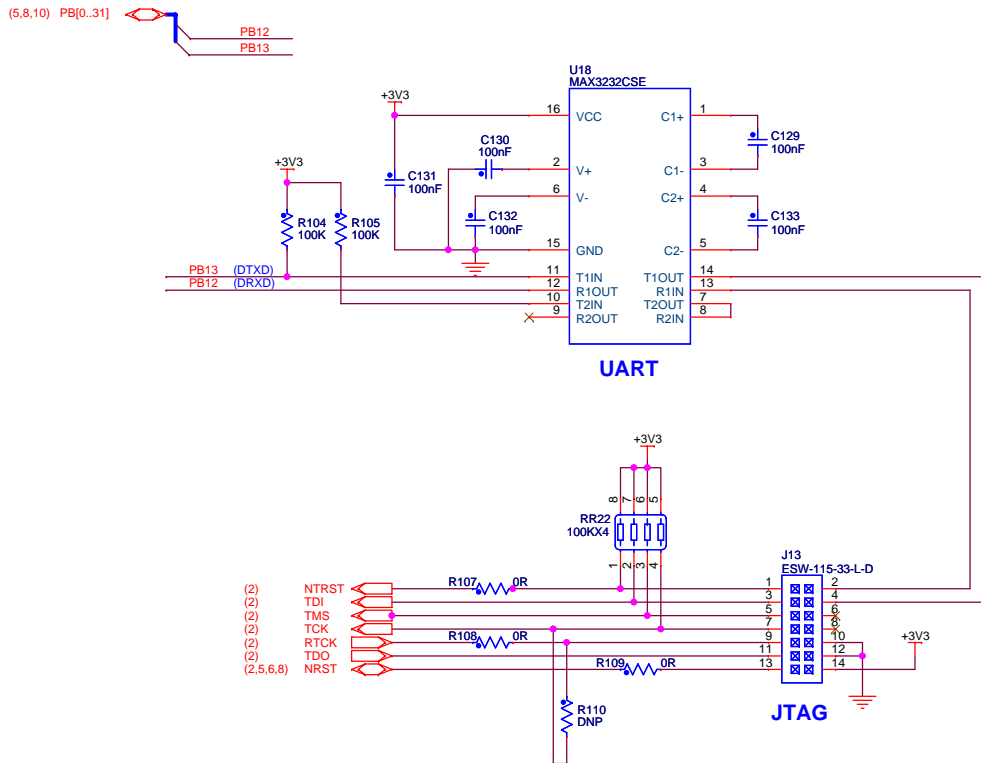 (5,8,10) PB[0..31]
PB12
PB13
U18
MAX3232CSE
+3V3
16 VCC C1+ 1
C129
100nF
C130
100nF
2 V+ C1- 3
+3V3
C131
100nF
6 V- C2+ 4
C132
100nF
C133
100nF
R104
100K
R105
100K
15 GND C2- 5
PB13 (DTXD) 11 T1IN T1OUT 14
PB12 (DRXD) 12 R1OUT R1IN 13
10 T2IN T2OUT 7
9 R2OUT R2IN 8
UART
+3V3
8 7 6 5
RR22
100KX4
1 2 3 4
J13
ESW-115-33-L-D
(2) NTRST R107 0R 1 2
(2) TDI 3 4
(2) TMS 5 6
(2) TCK 7 8
(2) RTCK R108 0R 9 10
+3V3
(2) TDO 11 12
(2,5,6,8) NRST R109 0R 13 14
R110
DNP
JTAG